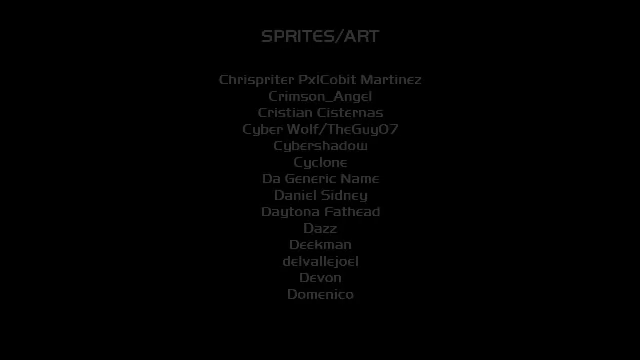 SPRITES/ART
Chrispriter PxlCobit Martinez
Crimson_Angel
Cristian Cisternas
Cyber Wolf/TheGuy07
Cybershadow
Cyclone
Da Generic Name
Daniel Sidney
Daytona Fathead
Dazz
Deekman
delvallejoel
Devon
Domenico